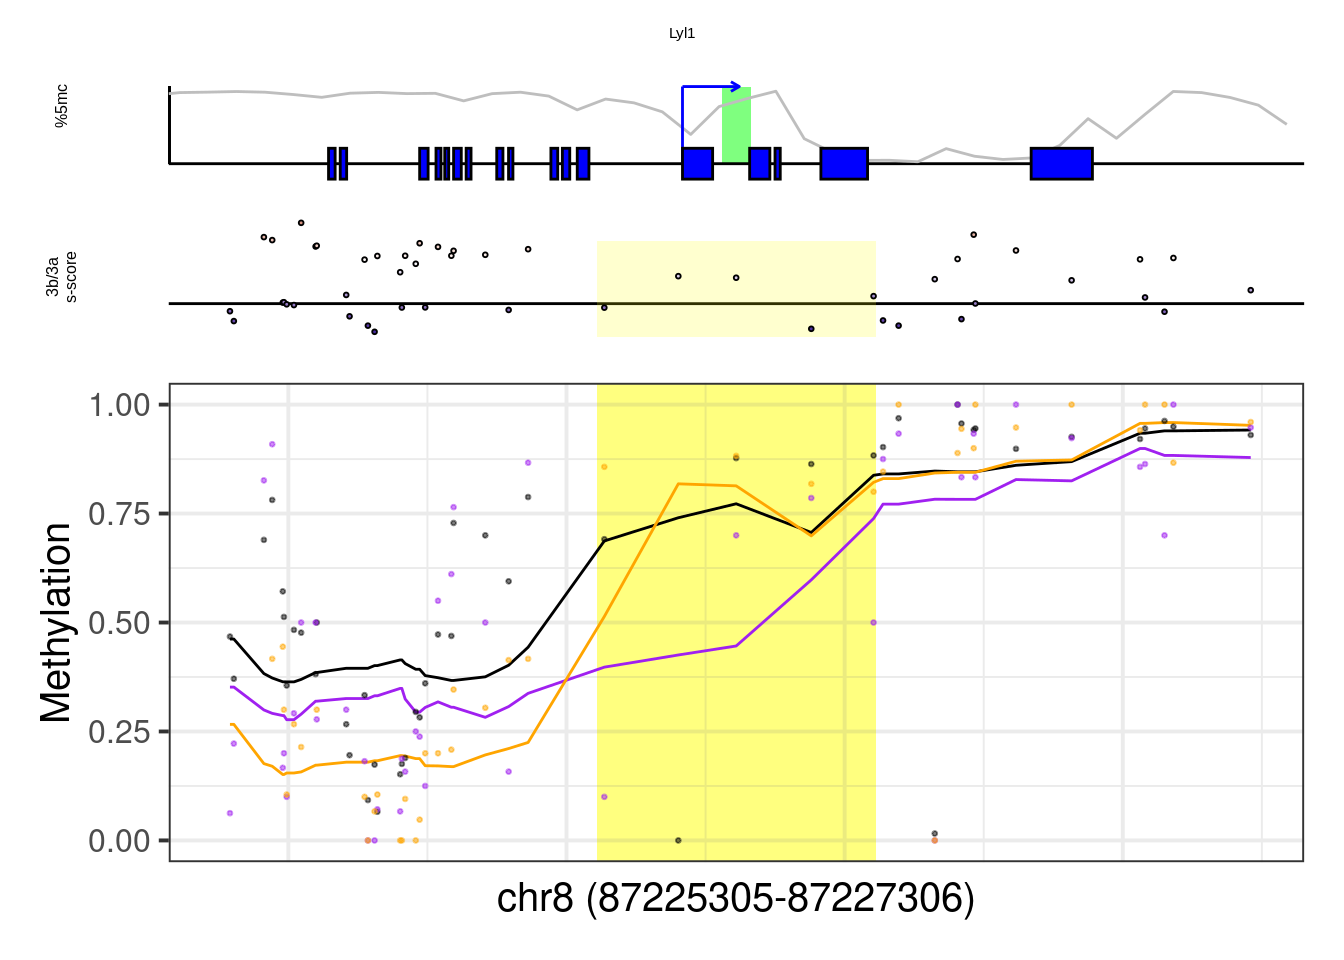 Lyl1
%5mc
3b/3a
s-score
1.00
0.75
0.50
0.25
0.00
Methylation
chr8 (87225305-87227306)